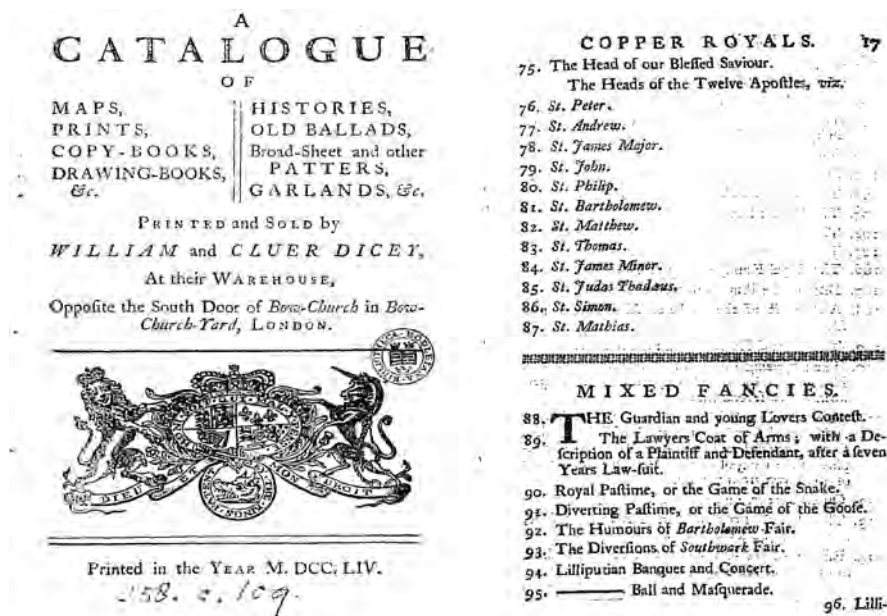 A
CATALOGUE
OF
MAPS,
PRINTS,
COPY-BOOKS,
DRAWING-BOOKS,
&c.
HISTORIES,
OLD BALLADS,
Broad-Sheet and other
PATTERS,
GARLANDS, &c.
PRINTED and SOLD by
WILLIAM and CLUER DICEY,
At their WAREHOUSE,
Oppoſite the South Door of Bow-Church in Bow-
Church-Yard, LONDON.
DIEU ET MON DROIT
Printed in the YEAR M. DCC. LIV.
COPPER ROYALS. 17
75. The Head of our Bleſſed Saviour.
The Heads of the Twelve Apoſtles, viz.
76. St. Peter.
77. St. Andrew.
78. St. James Major.
79. St. John.
80. St. Philip.
81. St. Bartholomew.
82. St. Matthew.
83. St. Thomas.
84. St. James Minor.
85. St. Judas Thadæus.
86. St. Simon.
87. St. Mathias.
MIXED FANCIES.
88. THE Guardian and young Lovers Conteſt.
89. The Lawyers Coat of Arms; with a De-
ſcription of a Plaintiff and Defendant, after a ſeven
Years Law-ſuit.
90. Royal Paſtime, or the Game of the Snake.
91. Diverting Paſtime, or the Game of the Gooſe.
92. The Humours of Bartholomew Fair.
93. The Diverſions of Southwark Fair.
94. Lilliputian Banquet and Concert.
95. ——— Ball and Maſquerade.
96. Lilli-